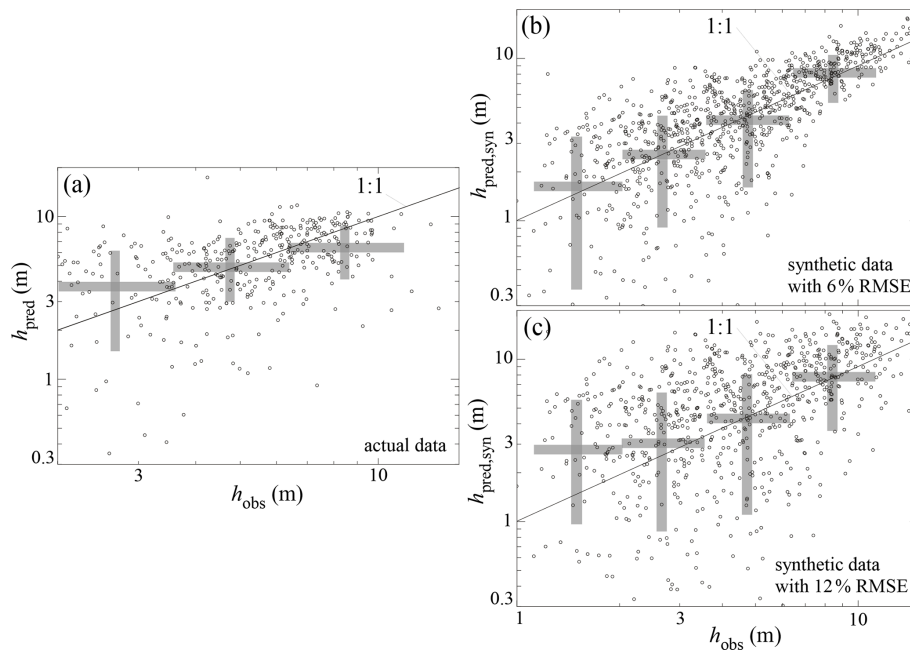 (a)
1:1
10
3
1
0.3
h_pred (m)
actual data
3
10
h_obs (m)
(b)
1:1
10
3
1
0.3
h_pred,syn (m)
synthetic data
with 6% RMSE
(c)
1:1
10
3
1
0.3
h_pred,syn (m)
synthetic data
with 12% RMSE
1
3
10
h_obs (m)